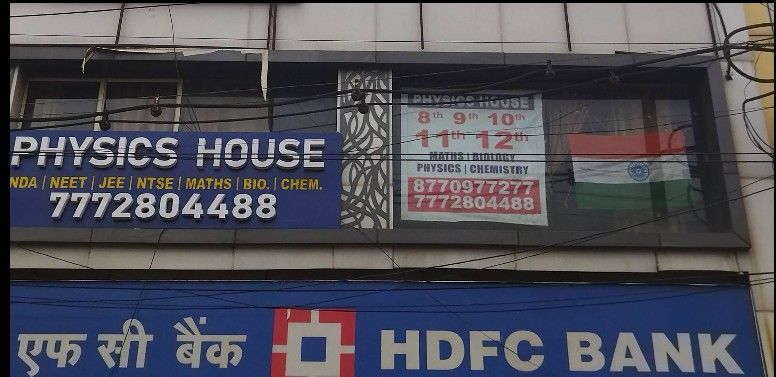 PHYSICS HOUSE
NDA | NEET | JEE | NTSE | MATHS | BIO. | CHEM.
7772804488
PHYSICS HOUSE
8th 9th 10th
11th 12th
MATHS | BIOLOGY
PHYSICS | CHEMISTRY
8770977277
7772804488
एफ सी बैंक HDFC BANK